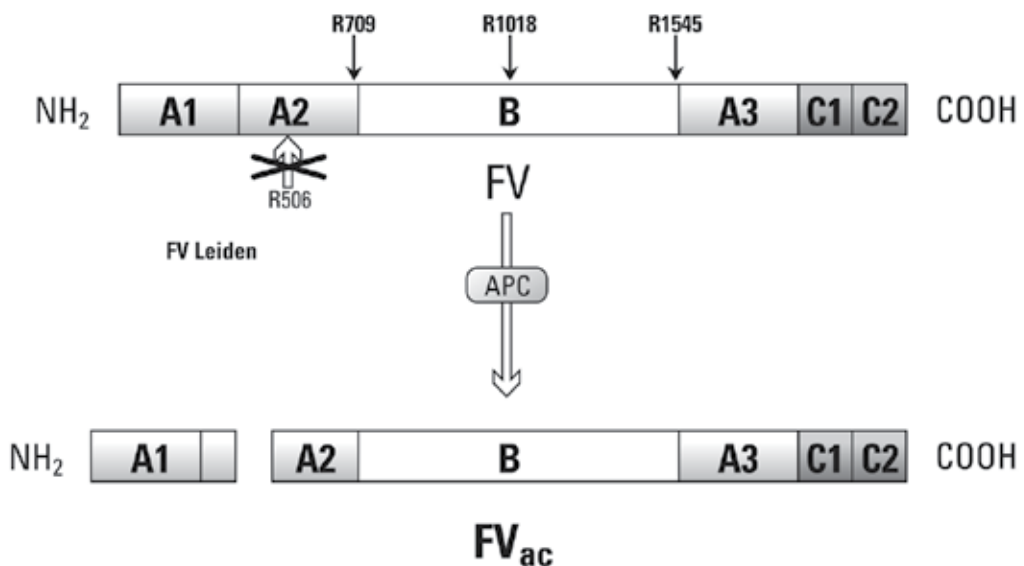 R709 R1018 R1545
NH₂ A1 A2 B A3 C1 C2 COOH
R506
FV
FV Leiden
APC
NH₂ A1 A2 B A3 C1 C2 COOH
FVac